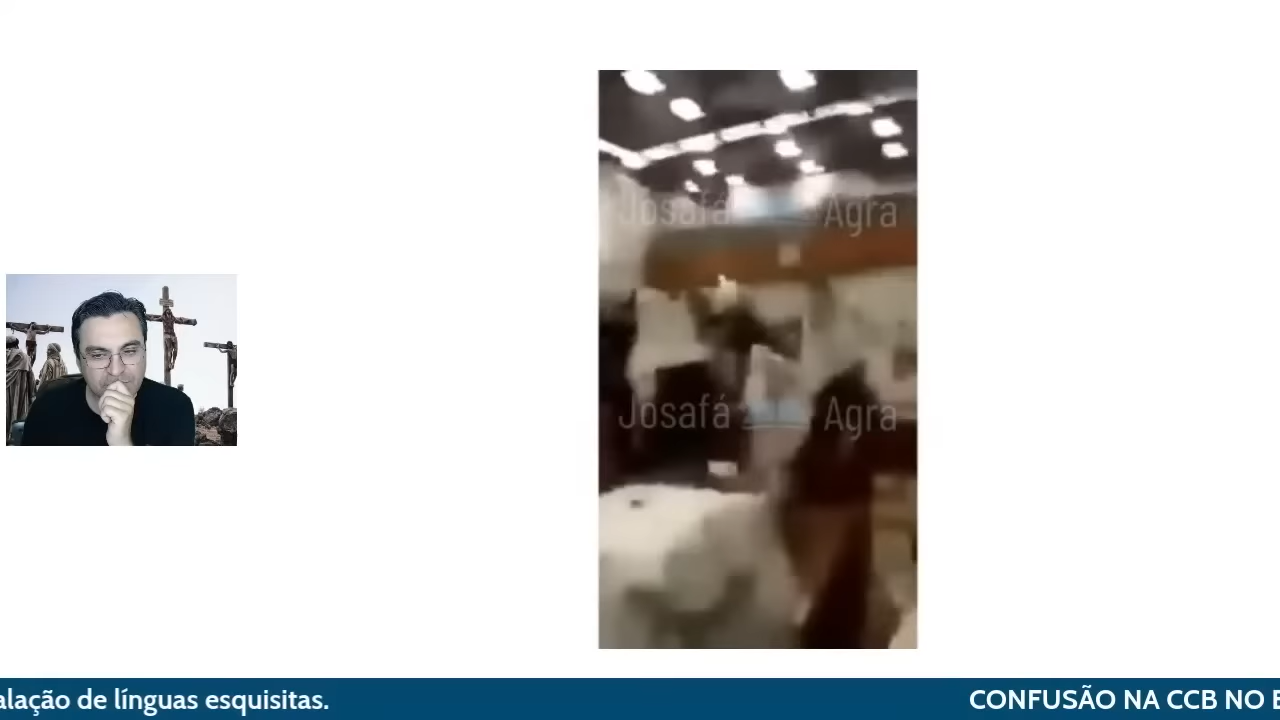 Josafá Agra
Josafá Agra
alação de línguas esquisitas. CONFUSÃO NA CCB NO E